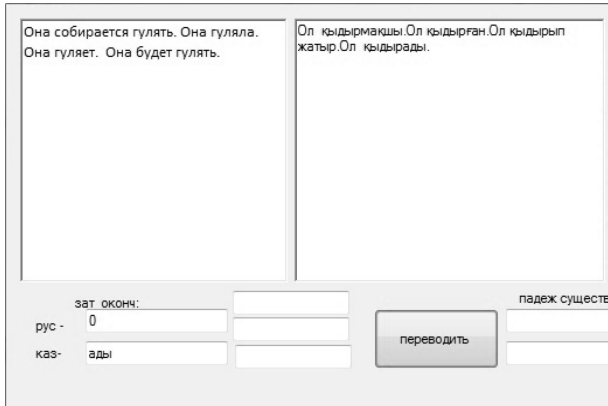 Она собирается гулять. Она гуляла.
Она гуляет. Она будет гулять.
Ол қыдырмақшы.Ол қыдырған.Ол қыдырып
жатыр.Ол қыдырады.
зат оконч:
падеж существ
рус - 0
переводить
каз- ады